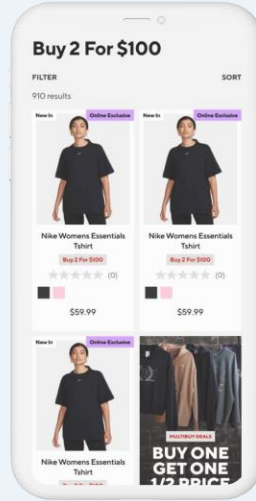 Buy 2 For $100
FILTER SORT
910 results
New In Online Exclusive New In Online Exclusive
Nike Womens Essentials Tshirt
Buy 2 For $100
(0)
$59.99
Nike Womens Essentials Tshirt
Buy 2 For $100
(0)
$59.99
New In Online Exclusive
Nike Womens Essentials
Tshirt
MULTIBUY DEALS
BUY ONE
GET ONE
1/2 PRICE